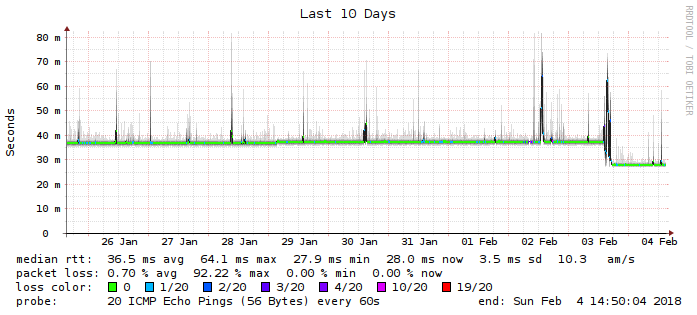 Last 10 Days
RRDTOOL / TOBI OETIKER
Seconds
80 m
70 m
60 m
50 m
40 m
30 m
20 m
10 m
0
26 Jan 27 Jan 28 Jan 29 Jan 30 Jan 31 Jan 01 Feb 02 Feb 03 Feb 04 Feb
median rtt: 36.5 ms avg 64.1 ms max 27.9 ms min 28.0 ms now 3.5 ms sd 10.3 am/s
packet loss: 0.70 % avg 92.22 % max 0.00 % min 0.00 % now
loss color: 0 1/20 2/20 3/20 4/20 10/20 19/20
probe: 20 ICMP Echo Pings (56 Bytes) every 60s end: Sun Feb 4 14:50:04 2018